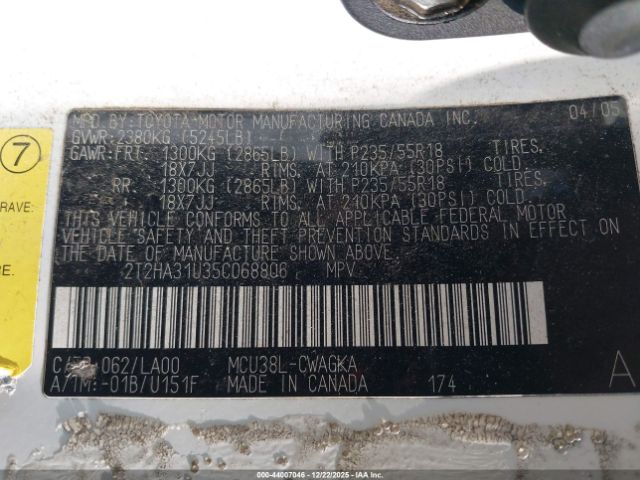 MFD.BY:TOYOTA MOTOR MANUFACTURING CANADA INC. 04/05
GVWR:2380KG (5245LB)
GAWR:FRT: 1300KG (2865LB) WITH P235/55R18 TIRES.
18X7JJ RIMS. AT 210KPA (30PSI) COLD
RR: 1300KG (2865LB) WITH P235/55R18 TIRES.
18X7JJ RIMS. AT 210KPA (30PSI) COLD.
THIS VEHICLE CONFORMS TO ALL APPLICABLE FEDERAL MOTOR
VEHICLE SAFETY AND THEFT PREVENTION STANDARDS IN EFFECT ON
THE DATE OF MANUFACTURE SHOWN ABOVE.
2T2HA31U35C068806 MPV
062/LA00 MCU38L-CWAGKA
-01B/U151F MADE IN CANADA 174 A
7
RAVE:
000-44007046 - 12/22/2025 - COPYRIGHT IAA